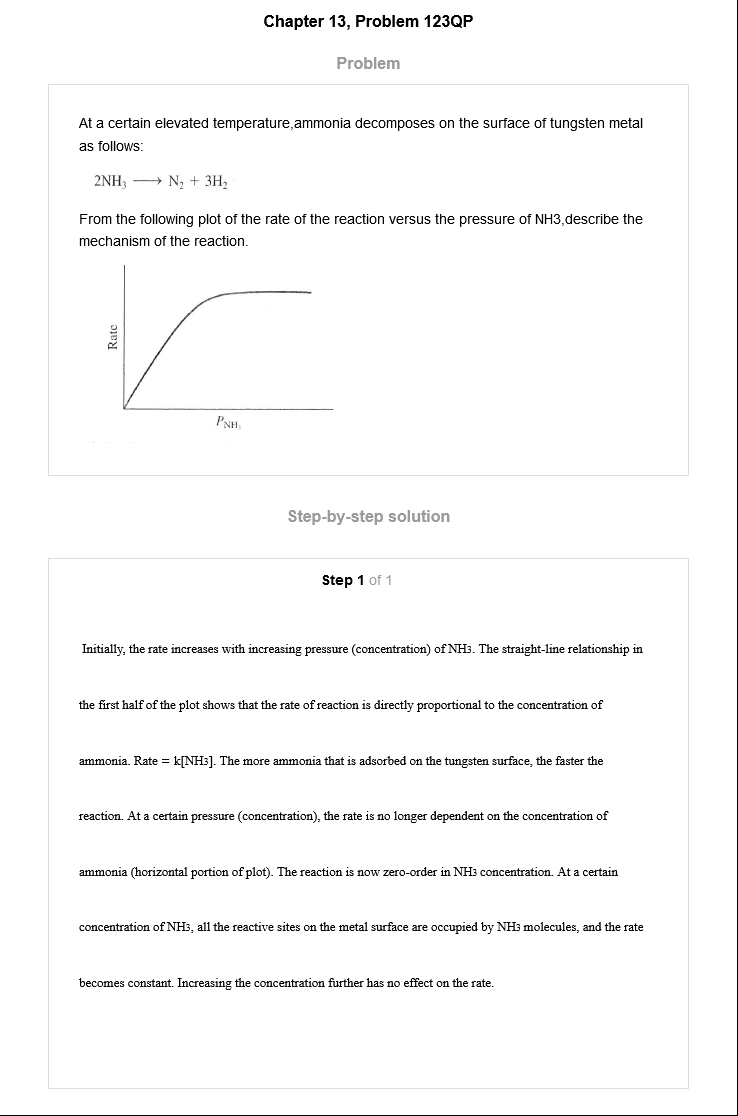 Chapter 13, Problem 123QP
Problem
At a certain elevated temperature,ammonia decomposes on the surface of tungsten metal
as follows:
2NH₃ ⟶ N₂ + 3H₂
From the following plot of the rate of the reaction versus the pressure of NH3,describe the
mechanism of the reaction.
Rate
P_NH₃
Step-by-step solution
Step 1 of 1
Initially, the rate increases with increasing pressure (concentration) of NH3. The straight-line relationship in
the first half of the plot shows that the rate of reaction is directly proportional to the concentration of
ammonia. Rate = k[NH3]. The more ammonia that is adsorbed on the tungsten surface, the faster the
reaction. At a certain pressure (concentration), the rate is no longer dependent on the concentration of
ammonia (horizontal portion of plot). The reaction is now zero-order in NH3 concentration. At a certain
concentration of NH3, all the reactive sites on the metal surface are occupied by NH3 molecules, and the rate
becomes constant. Increasing the concentration further has no effect on the rate.